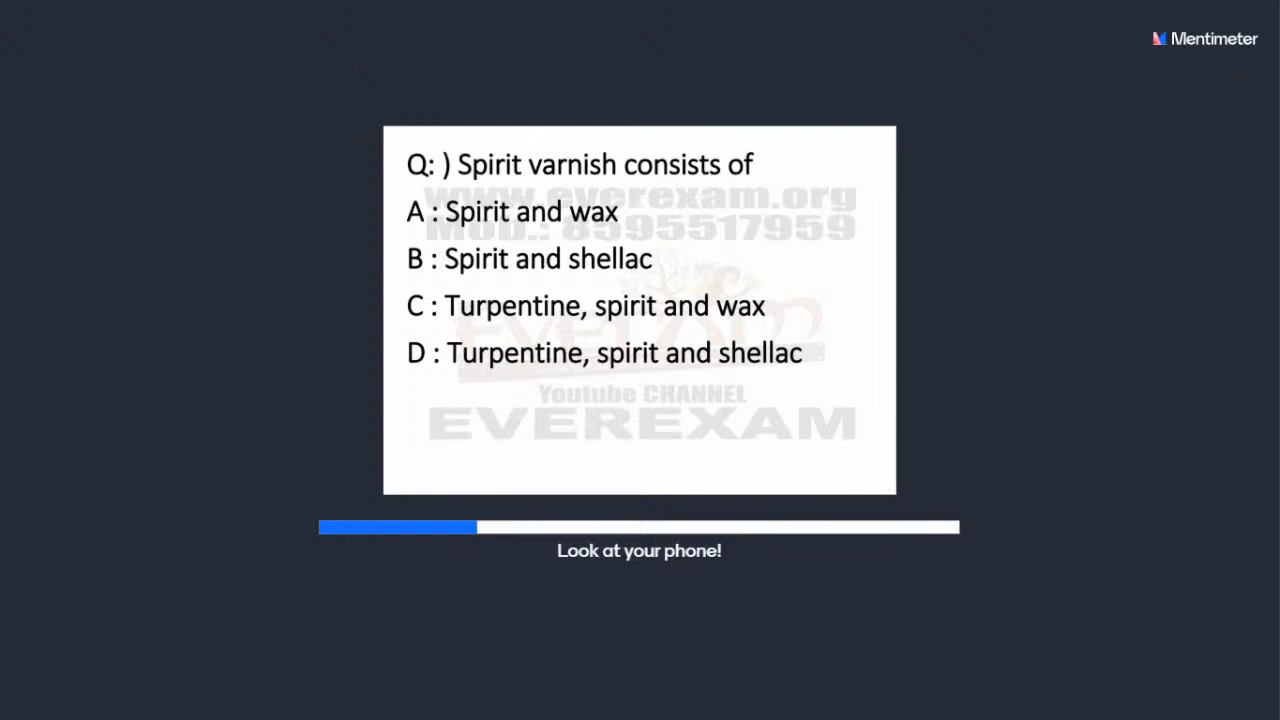 Mentimeter
Q: ) Spirit varnish consists of
www.everexam.org
A : Spirit and wax
MOB.: 8595517959
B : Spirit and shellac
C : Turpentine, spirit and wax
D : Turpentine, spirit and shellac
Youtube CHANNEL
EVEREXAM
Look at your phone!